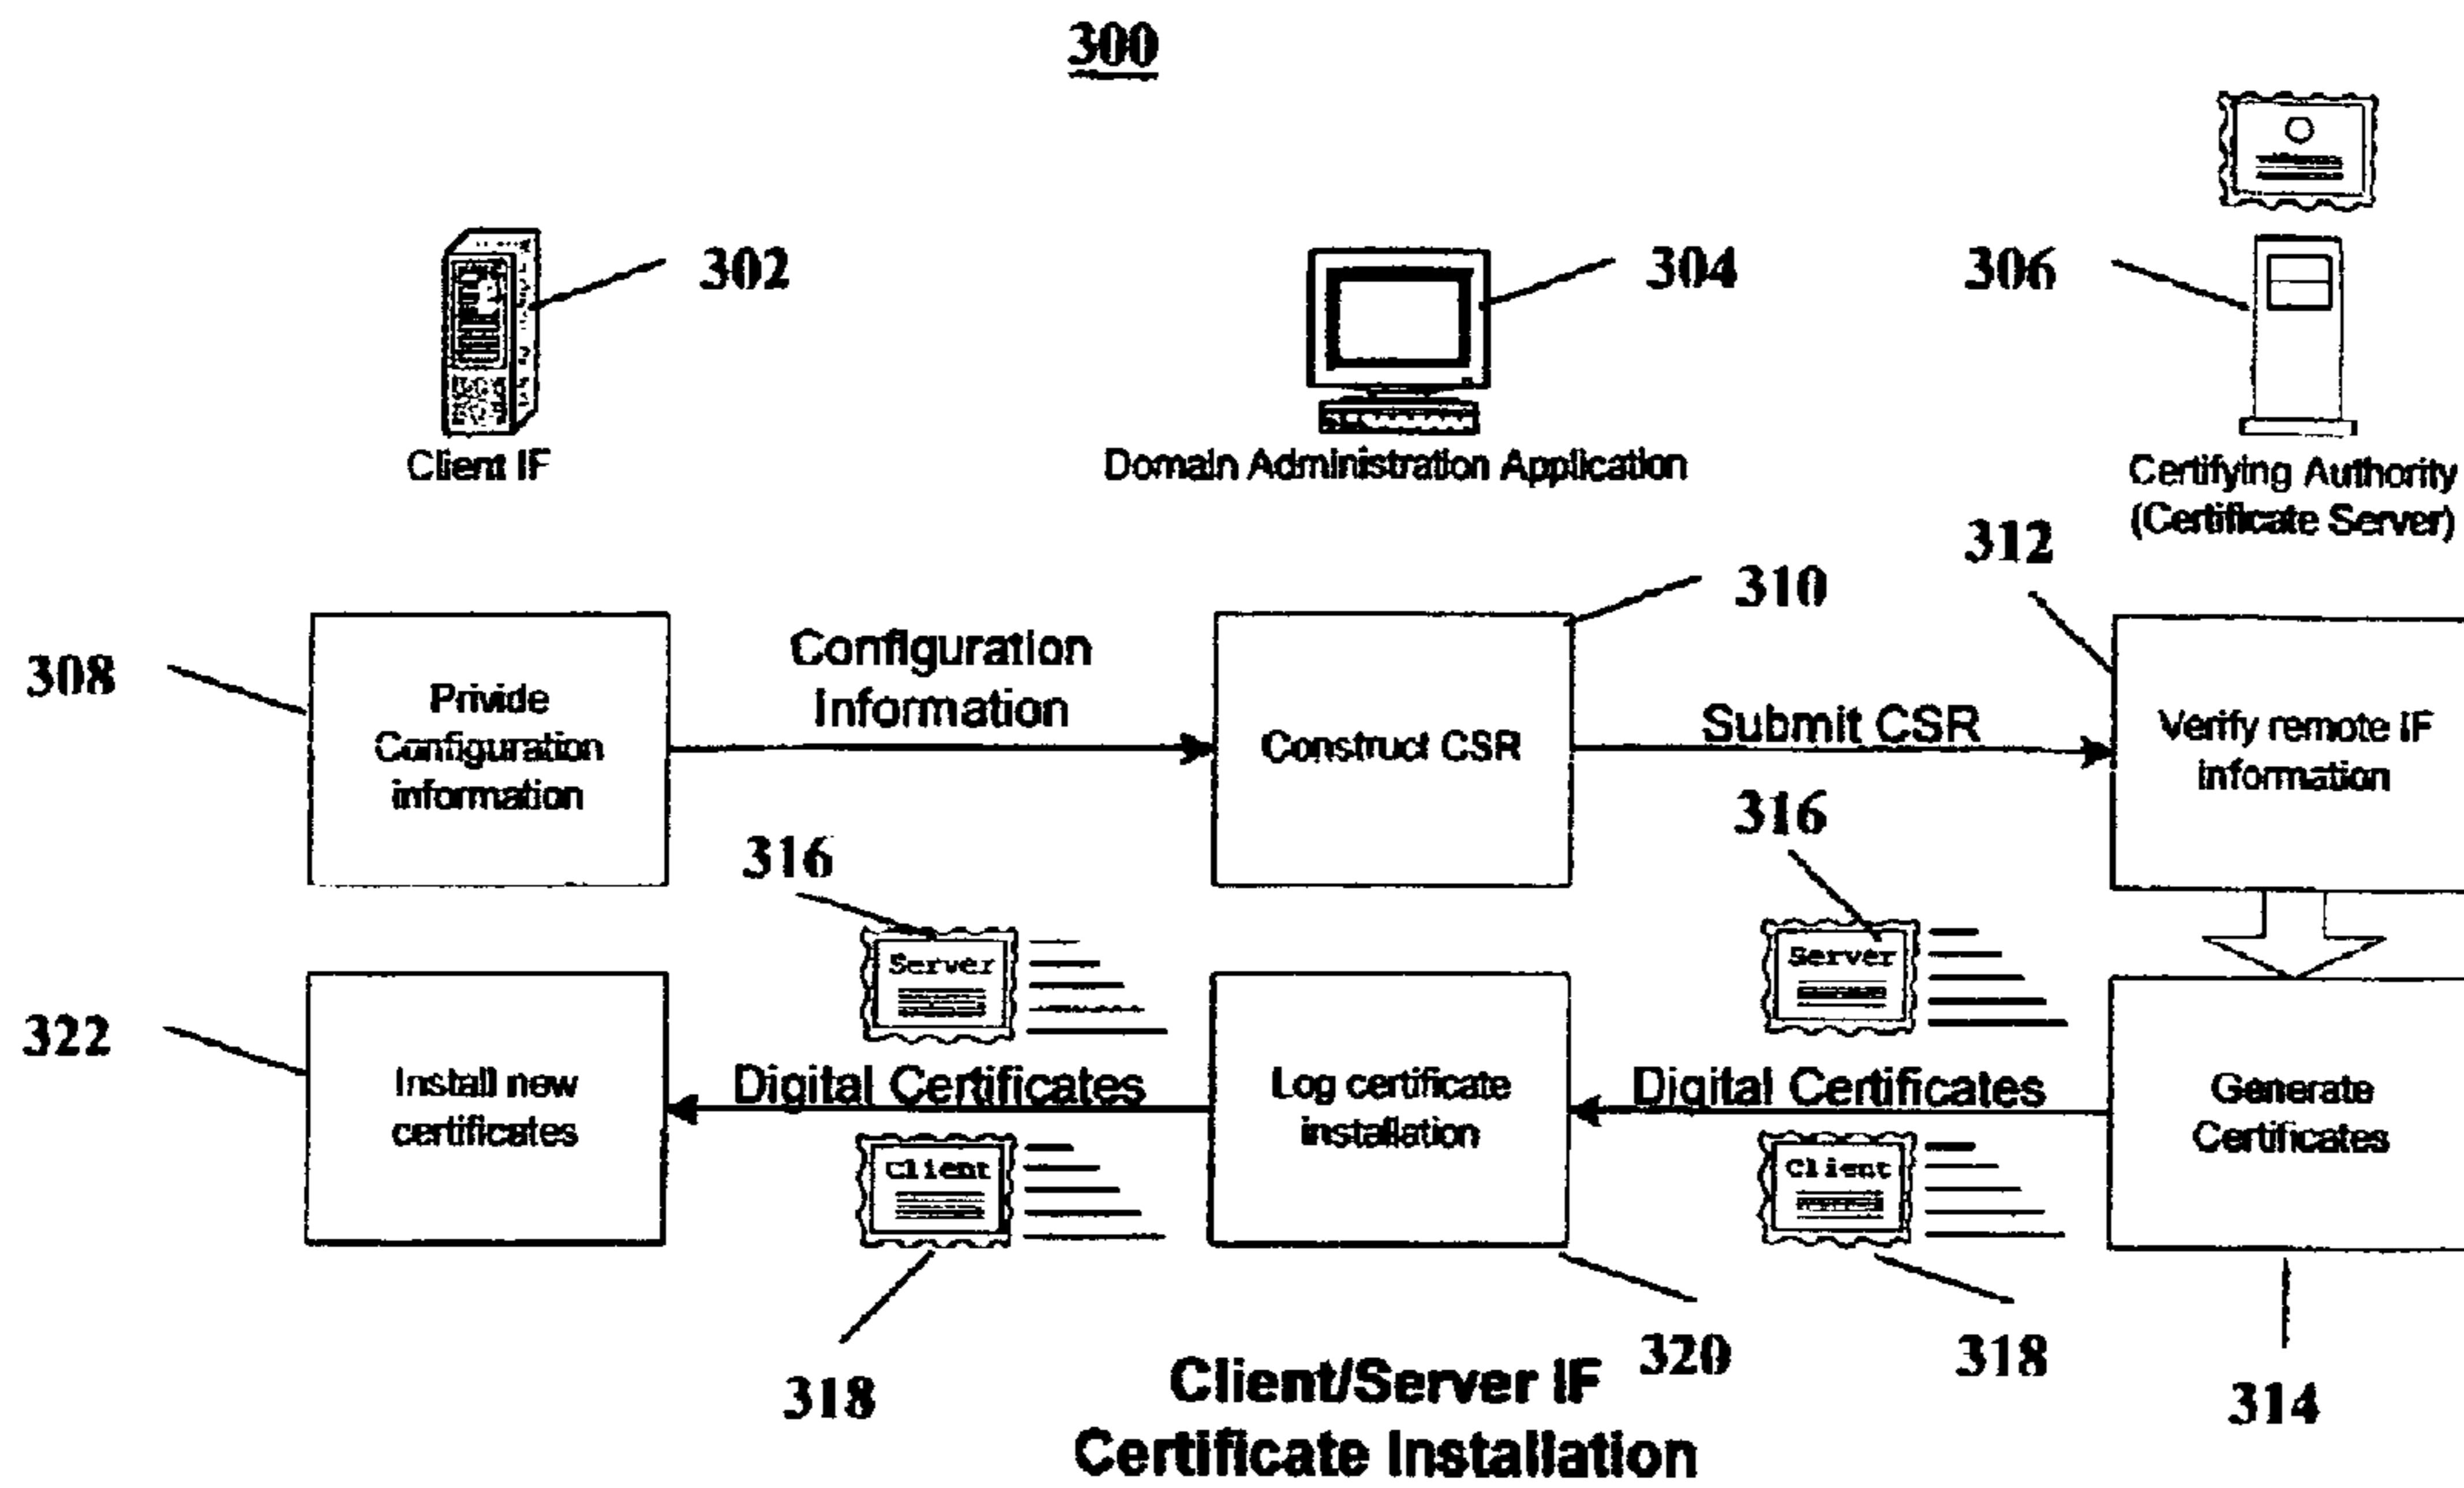 300
302
304
306
Client IF
Domain Administration Application
Certifying Authority
(Certificate Server)
312
310
308
Privide
Configuration
information
Configuration
Information
Construct CSR
Submit CSR
Verify remote IF
information
316
316
Server
Server
322
Install new
certificates
Digital Certificates
Log certificate
installation
Digital Certificates
Generate
Certificates
Client
Client
318
320
318
314
Client/Server IF
Certificate Installation